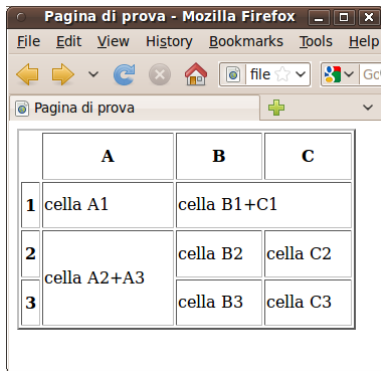 Pagina di prova - Mozilla Firefox
File Edit View History Bookmarks Tools Help
file
Pagina di prova
A B C
1 cella A1 cella B1+C1
2 cella A2+A3 cella B2 cella C2
3 cella B3 cella C3